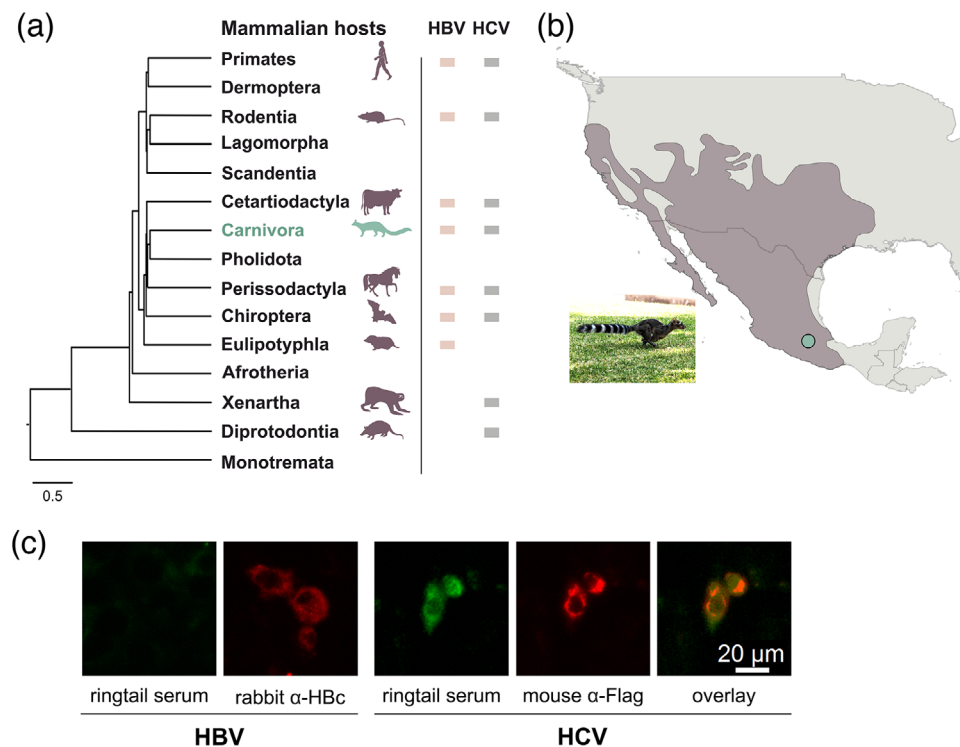 (a)
Mammalian hosts HBV HCV
Primates
Dermoptera
Rodentia
Lagomorpha
Scandentia
Cetartiodactyla
Carnivora
Pholidota
Perissodactyla
Chiroptera
Eulipotyphla
Afrotheria
Xenartha
Diprotodontia
Monotremata
0.5
(b)
(c)
20 µm
ringtail serum rabbit α-HBc ringtail serum mouse α-Flag overlay
HBV HCV